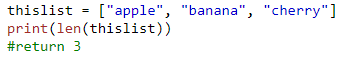 thislist = ["apple", "banana", "cherry"]
print(len(thislist))
#return 3